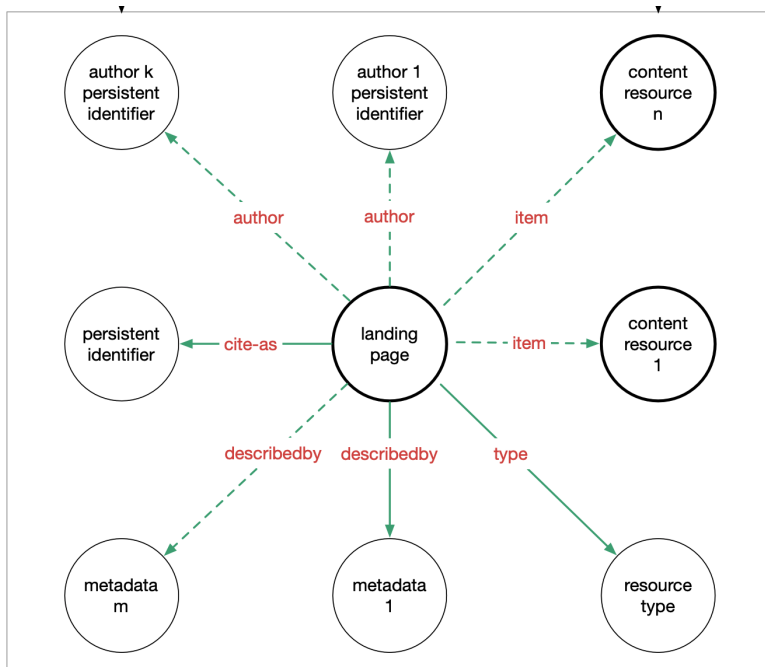 author k
persistent
identifier
author 1
persistent
identifier
content
resource
n
author
author
item
persistent
identifier
cite-as
landing
page
item
content
resource
1
describedby
describedby
type
metadata
m
metadata
1
resource
type